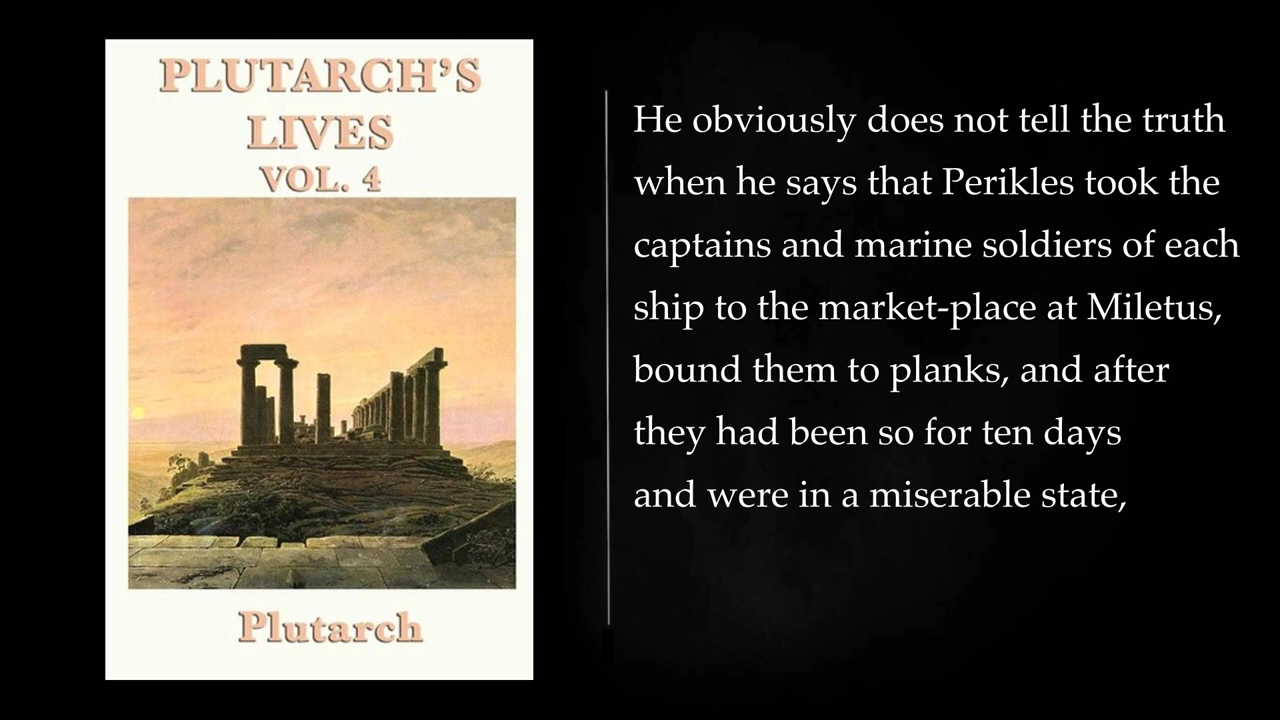 PLUTARCH'S
LIVES
VOL. 4
Plutarch
He obviously does not tell the truth
when he says that Perikles took the
captains and marine soldiers of each
ship to the market-place at Miletus,
bound them to planks, and after
they had been so for ten days
and were in a miserable state,